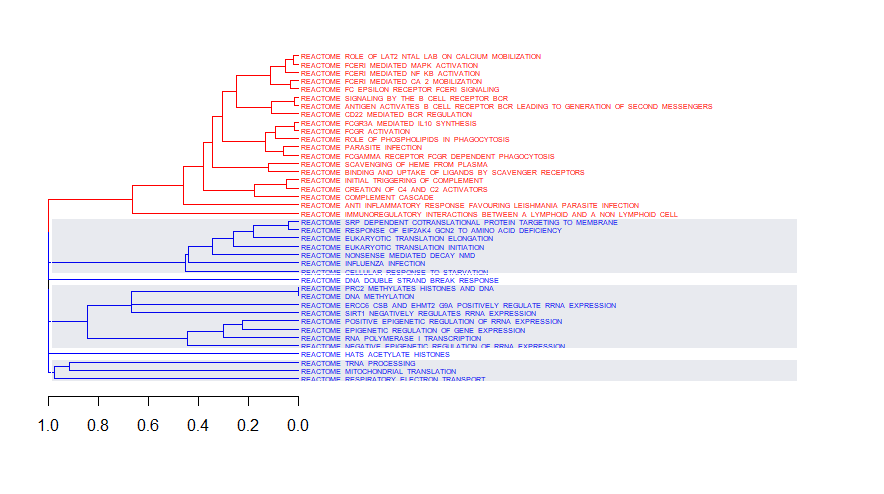 REACTOME ROLE OF LAT2 NTAL LAB ON CALCIUM MOBILIZATION
REACTOME FCERI MEDIATED MAPK ACTIVATION
REACTOME FCERI MEDIATED NF KB ACTIVATION
REACTOME FCERI MEDIATED CA 2 MOBILIZATION
REACTOME FC EPSILON RECEPTOR FCERI SIGNALING
REACTOME SIGNALING BY THE B CELL RECEPTOR BCR
REACTOME ANTIGEN ACTIVATES B CELL RECEPTOR BCR LEADING TO GENERATION OF SECOND MESSENGERS
REACTOME CD22 MEDIATED BCR REGULATION
REACTOME FCGR3A MEDIATED IL10 SYNTHESIS
REACTOME FCGR ACTIVATION
REACTOME ROLE OF PHOSPHOLIPIDS IN PHAGOCYTOSIS
REACTOME PARASITE INFECTION
REACTOME FCGAMMA RECEPTOR FCGR DEPENDENT PHAGOCYTOSIS
REACTOME SCAVENGING OF HEME FROM PLASMA
REACTOME BINDING AND UPTAKE OF LIGANDS BY SCAVENGER RECEPTORS
REACTOME INITIAL TRIGGERING OF COMPLEMENT
REACTOME CREATION OF C4 AND C2 ACTIVATORS
REACTOME COMPLEMENT CASCADE
REACTOME ANTI INFLAMMATORY RESPONSE FAVOURING LEISHMANIA PARASITE INFECTION
REACTOME IMMUNOREGULATORY INTERACTIONS BETWEEN A LYMPHOID AND A NON LYMPHOID CELL
REACTOME SRP DEPENDENT COTRANSLATIONAL PROTEIN TARGETING TO MEMBRANE
REACTOME RESPONSE OF EIF2AK4 GCN2 TO AMINO ACID DEFICIENCY
REACTOME EUKARYOTIC TRANSLATION ELONGATION
REACTOME EUKARYOTIC TRANSLATION INITIATION
REACTOME NONSENSE MEDIATED DECAY NMD
REACTOME INFLUENZA INFECTION
REACTOME CELLULAR RESPONSE TO STARVATION
REACTOME DNA DOUBLE STRAND BREAK RESPONSE
REACTOME PRC2 METHYLATES HISTONES AND DNA
REACTOME DNA METHYLATION
REACTOME ERCC6 CSB AND EHMT2 G9A POSITIVELY REGULATE RRNA EXPRESSION
REACTOME SIRT1 NEGATIVELY REGULATES RRNA EXPRESSION
REACTOME POSITIVE EPIGENETIC REGULATION OF RRNA EXPRESSION
REACTOME EPIGENETIC REGULATION OF GENE EXPRESSION
REACTOME RNA POLYMERASE I TRANSCRIPTION
REACTOME NEGATIVE EPIGENETIC REGULATION OF RRNA EXPRESSION
REACTOME HATS ACETYLATE HISTONES
REACTOME TRNA PROCESSING
REACTOME MITOCHONDRIAL TRANSLATION
REACTOME RESPIRATORY ELECTRON TRANSPORT
1.0 0.8 0.6 0.4 0.2 0.0